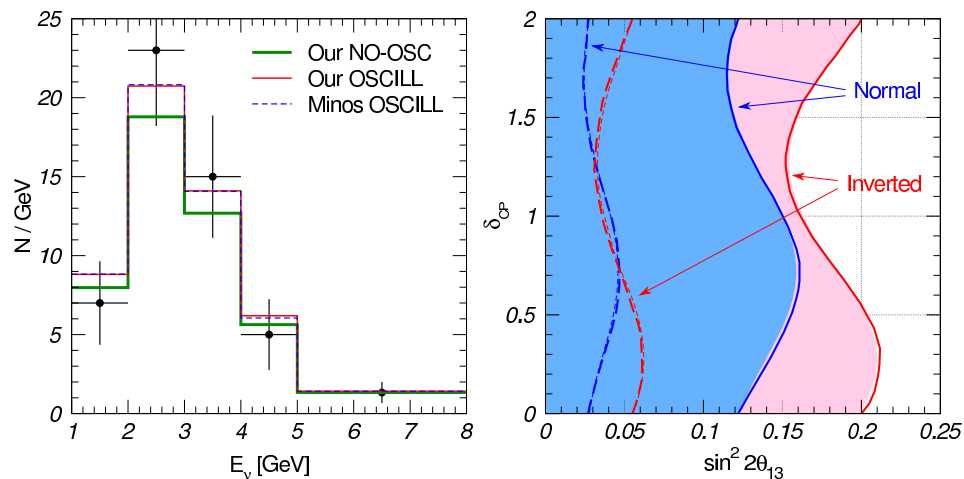 25
20
15
10
5
0
N / GeV
Our NO-OSC
Our OSCILL
Minos OSCILL
1 2 3 4 5 6 7 8
E_ν [GeV]
2
1.5
1
0.5
0
δ_CP
Normal
Inverted
0 0.05 0.1 0.15 0.2 0.25
sin² 2θ_13